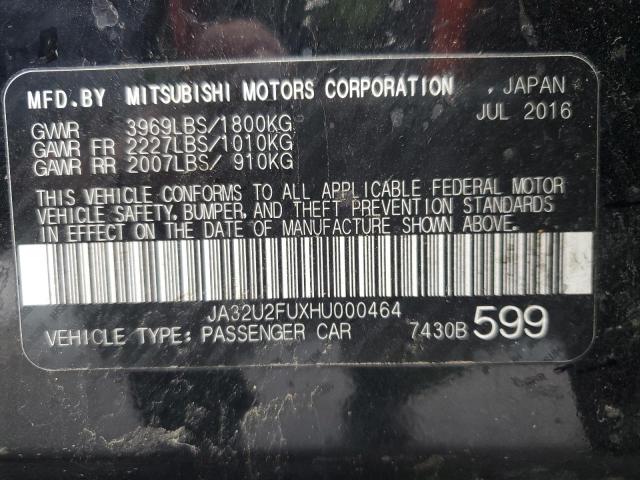 MFD.BY MITSUBISHI MOTORS CORPORATION, JAPAN
JUL 2016
GVWR 3969LBS/1800KG
GAWR FR 2227LBS/1010KG
GAWR RR 2007LBS/ 910KG
THIS VEHICLE CONFORMS TO ALL APPLICABLE FEDERAL MOTOR
VEHICLE SAFETY, BUMPER, AND THEFT PREVENTION STANDARDS
IN EFFECT ON THE DATE OF MANUFACTURE SHOWN ABOVE.
JA32U2FUXHU000464
VEHICLE TYPE: PASSENGER CAR 7430B 599